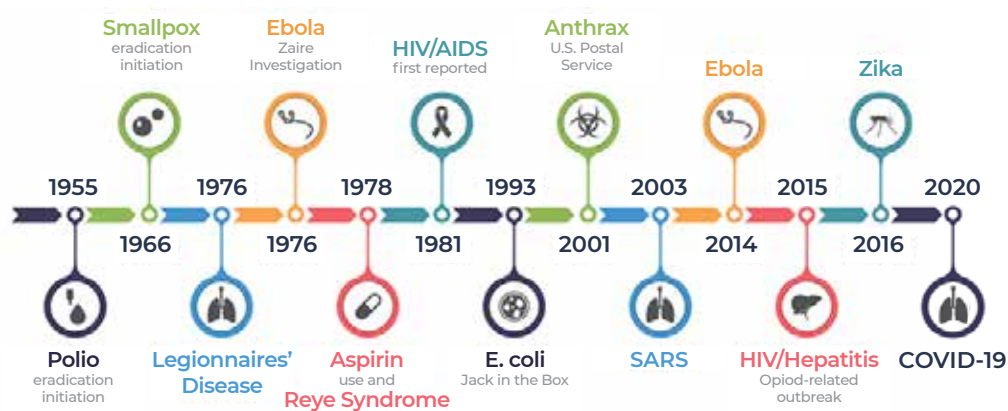 Smallpox
eradication
initiation
Ebola
Zaire
Investigation
HIV/AIDS
first reported
Anthrax
U.S. Postal
Service
Ebola
Zika
1955
1976
1978
1993
2003
2015
2020
1966
1976
1981
2001
2014
2016
Polio
eradication
initiation
Legionnaires’
Disease
Aspirin
use and
Reye Syndrome
E. coli
Jack in the Box
SARS
HIV/Hepatitis
Opiod-related
outbreak
COVID-19